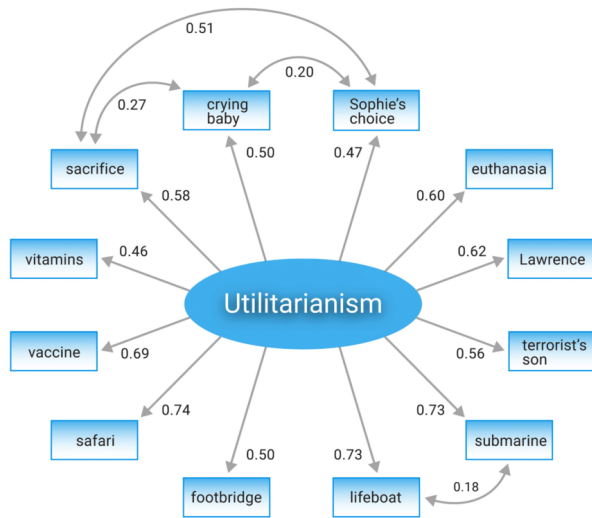 0.51
0.20
0.27
crying
baby
Sophie's
choice
sacrifice
0.50
0.47
euthanasia
0.58
0.60
vitamins
0.46
0.62
Lawrence
Utilitarianism
vaccine
0.69
0.56
terrorist's
son
safari
0.74
0.73
submarine
0.50
0.73
footbridge
lifeboat
0.18